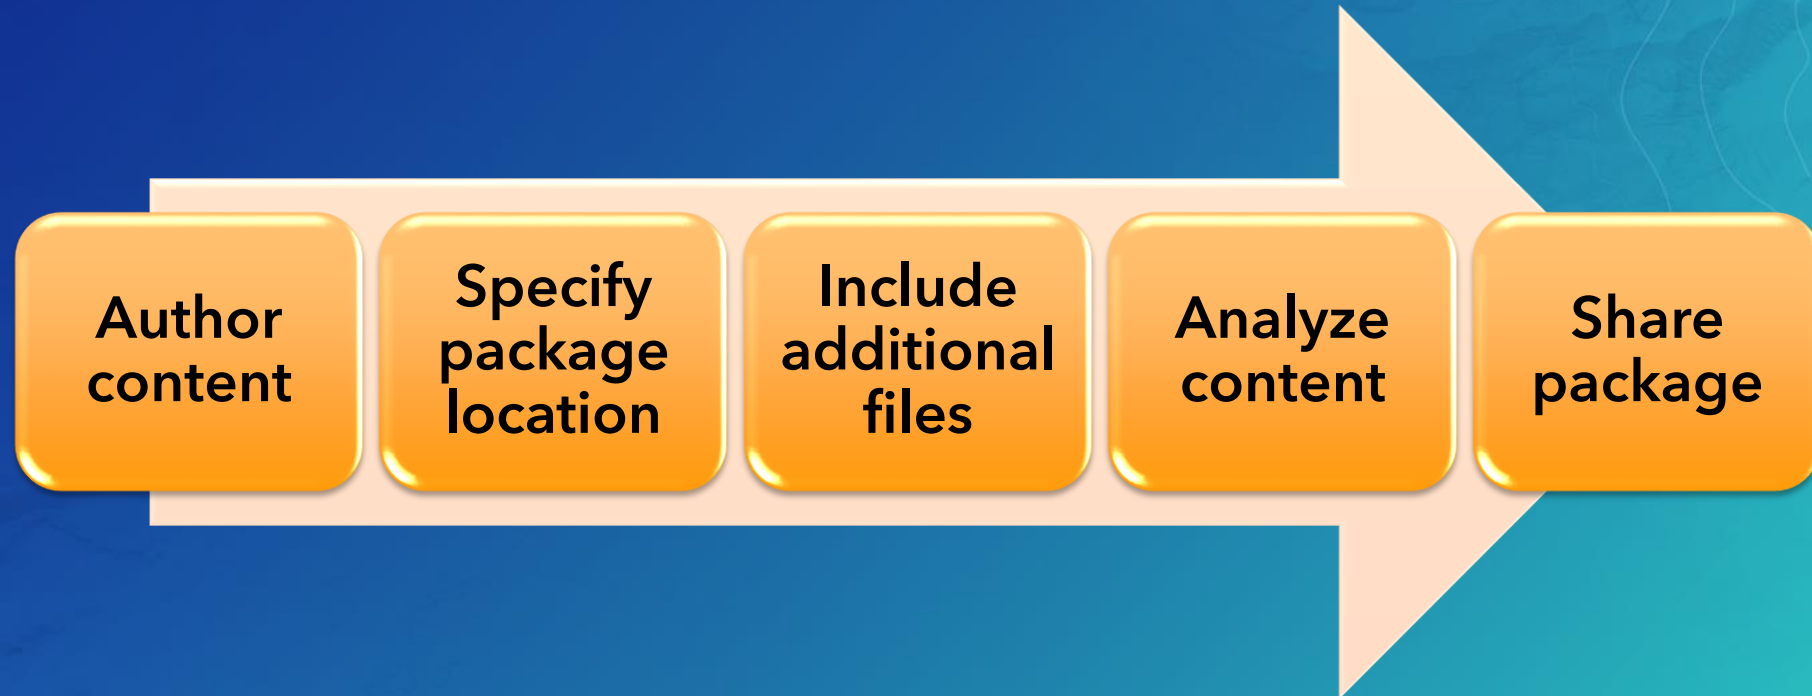 Author
content
Specify
package
location
Include
additional
files
Analyze
content
Share
package